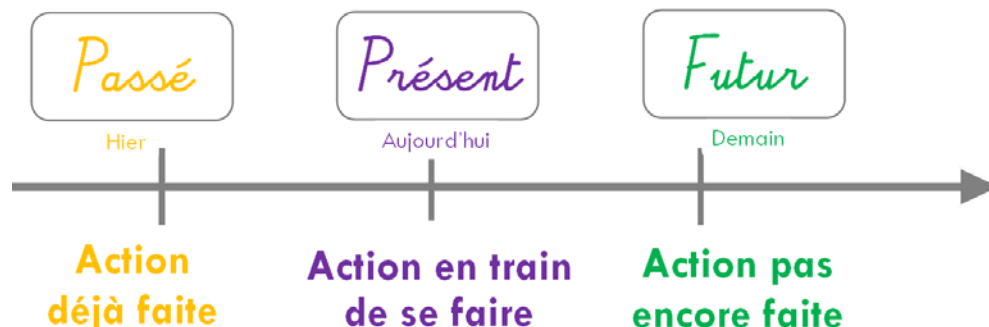 Passé
Présent
Futur
Hier
Aujourd'hui
Demain
Action
déjà faite
Action en train
de se faire
Action pas
encore faite